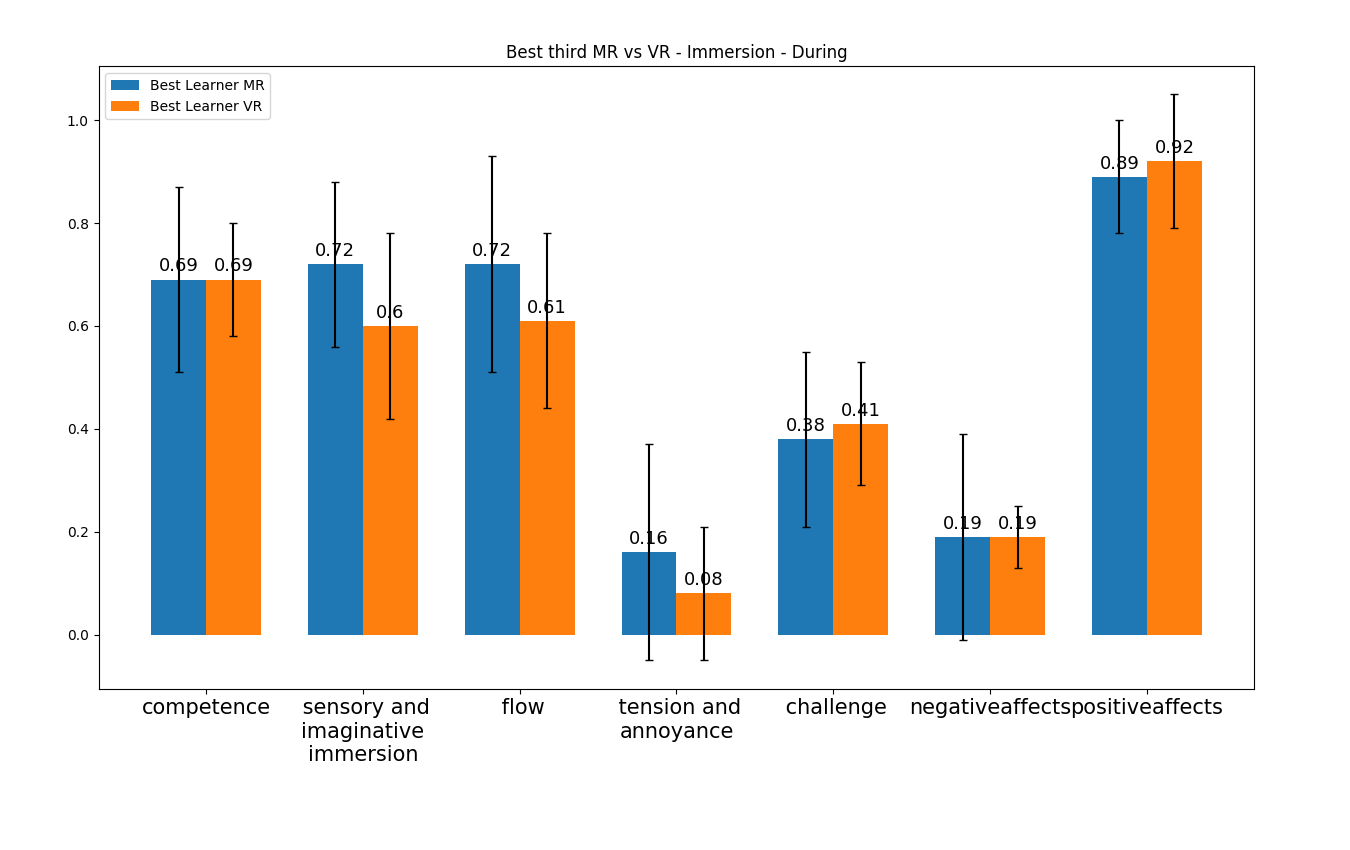 Best third MR vs VR - Immersion - During
Best Learner MR
Best Learner VR
1.0
0.8
0.6
0.4
0.2
0.0
0.69
0.69
0.72
0.6
0.72
0.61
0.16
0.08
0.38
0.41
0.19
0.19
0.89
0.92
competence
sensory and
imaginative
immersion
flow
tension and
annoyance
challenge
negativeaffects
positiveaffects